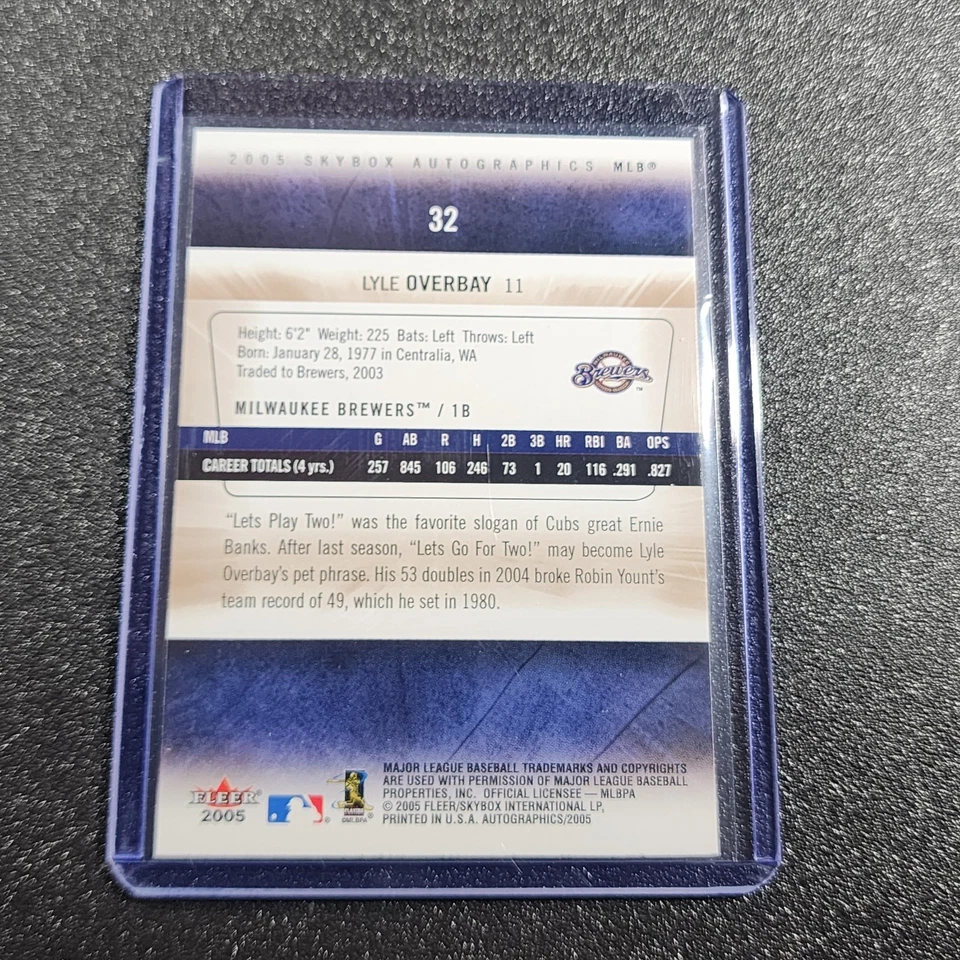 2005 SKYBOX AUTOGRAPHICS MLB®
32
LYLE OVERBAY 11
Height: 6'2" Weight: 225 Bats: Left Throws: Left
Born: January 28, 1977 in Centralia, WA
Traded to Brewers, 2003
Brewers™
MILWAUKEE BREWERS™ / 1B
MLB G AB R H 2B 3B HR RBI BA OPS
CAREER TOTALS (4 yrs.) 257 845 106 246 73 1 20 116 .291 .827
"Lets Play Two!" was the favorite slogan of Cubs great Ernie
Banks. After last season, "Lets Go For Two!" may become Lyle
Overbay's pet phrase. His 53 doubles in 2004 broke Robin Yount's
team record of 49, which he set in 1980.
FLEER
2005
®
©MLBPA
MAJOR LEAGUE BASEBALL TRADEMARKS AND COPYRIGHTS
ARE USED WITH PERMISSION OF MAJOR LEAGUE BASEBALL
PROPERTIES, INC. OFFICIAL LICENSEE — MLBPA
© 2005 FLEER/SKYBOX INTERNATIONAL LP,
PRINTED IN U.S.A. AUTOGRAPHICS/2005